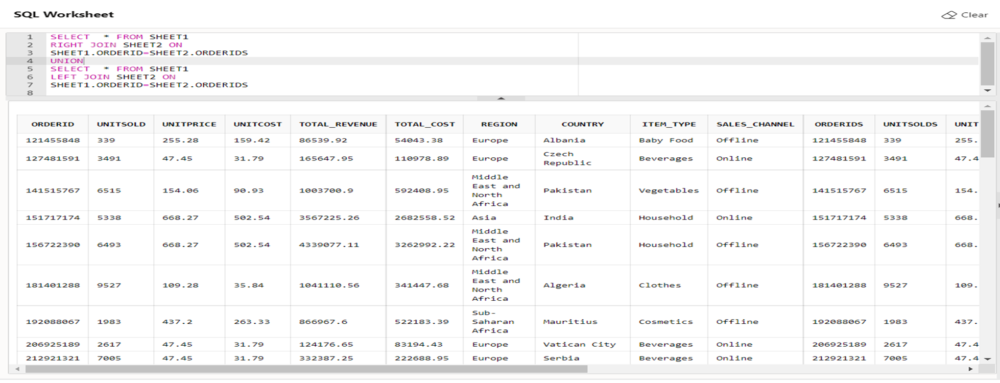 SQL Worksheet
Clear
1 SELECT * FROM SHEET1
2 RIGHT JOIN SHEET2 ON
3 SHEET1.ORDERID=SHEET2.ORDERIDS
4 UNION
5 SELECT * FROM SHEET1
6 LEFT JOIN SHEET2 ON
7 SHEET1.ORDERID=SHEET2.ORDERIDS
8
ORDERID UNITSOLD UNITPRICE UNITCOST TOTAL_REVENUE TOTAL_COST REGION COUNTRY ITEM_TYPE SALES_CHANNEL ORDERIDS UNITSOLDS UNIT
121455848 339 255.28 159.42 86539.92 54043.38 Europe Albania Baby Food Offline 121455848 339 255.
127481591 3491 47.45 31.79 165647.95 110978.89 Europe Czech Republic Beverages Online 127481591 3491 47.4
141515767 6515 154.06 90.93 1003700.9 592408.95 Middle East and North Africa Pakistan Vegetables Offline 141515767 6515 154.
151717174 5338 668.27 502.54 3567225.26 2682558.52 Asia India Household Online 151717174 5338 668.
156722390 6493 668.27 502.54 4339077.11 3262992.22 Middle East and North Africa Pakistan Household Offline 156722390 6493 668.
181401288 9527 109.28 35.84 1041110.56 341447.68 Middle East and North Africa Algeria Clothes Offline 181401288 9527 109.
192088067 1983 437.2 263.33 866967.6 522183.39 Sub-Saharan Africa Mauritius Cosmetics Offline 192088067 1983 437.
206925189 2617 47.45 31.79 124176.65 83194.43 Europe Vatican City Beverages Online 206925189 2617 47.4
212921321 7005 47.45 31.79 332387.25 222688.95 Europe Serbia Beverages Online 212921321 7005 47.4